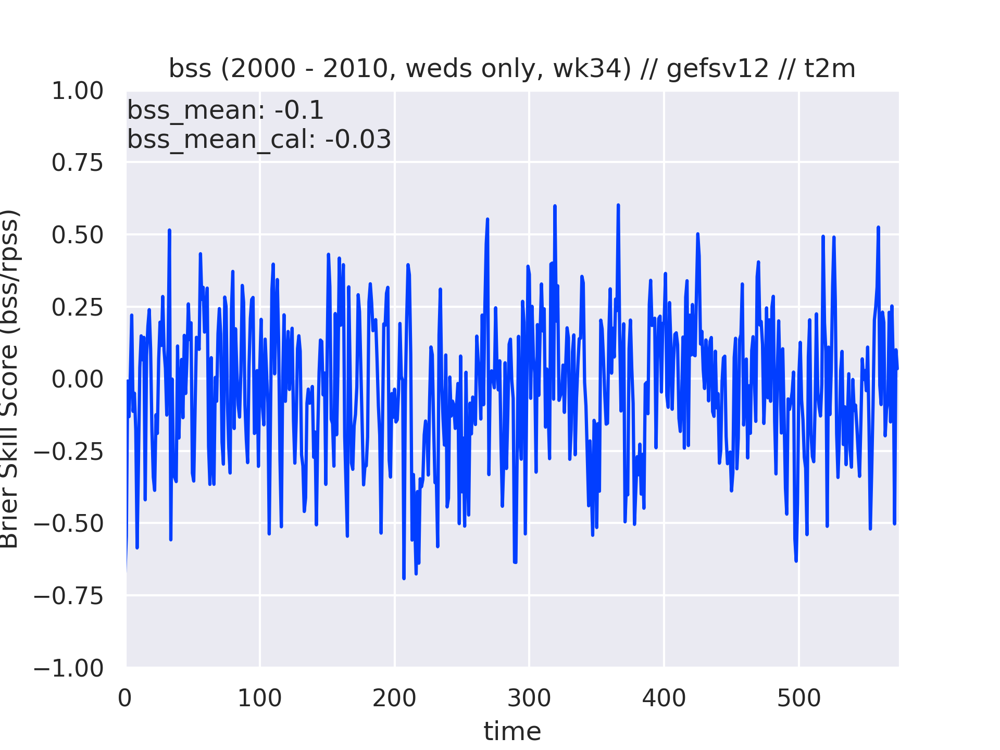 bss (2000 - 2010, weds only, wk34) // gefsv12 // t2m
bss_mean: -0.1
bss_mean_cal: -0.03
Brier Skill Score (bss/rpss)
1.00
0.75
0.50
0.25
0.00
−0.25
−0.50
−0.75
−1.00
0 100 200 300 400 500
time